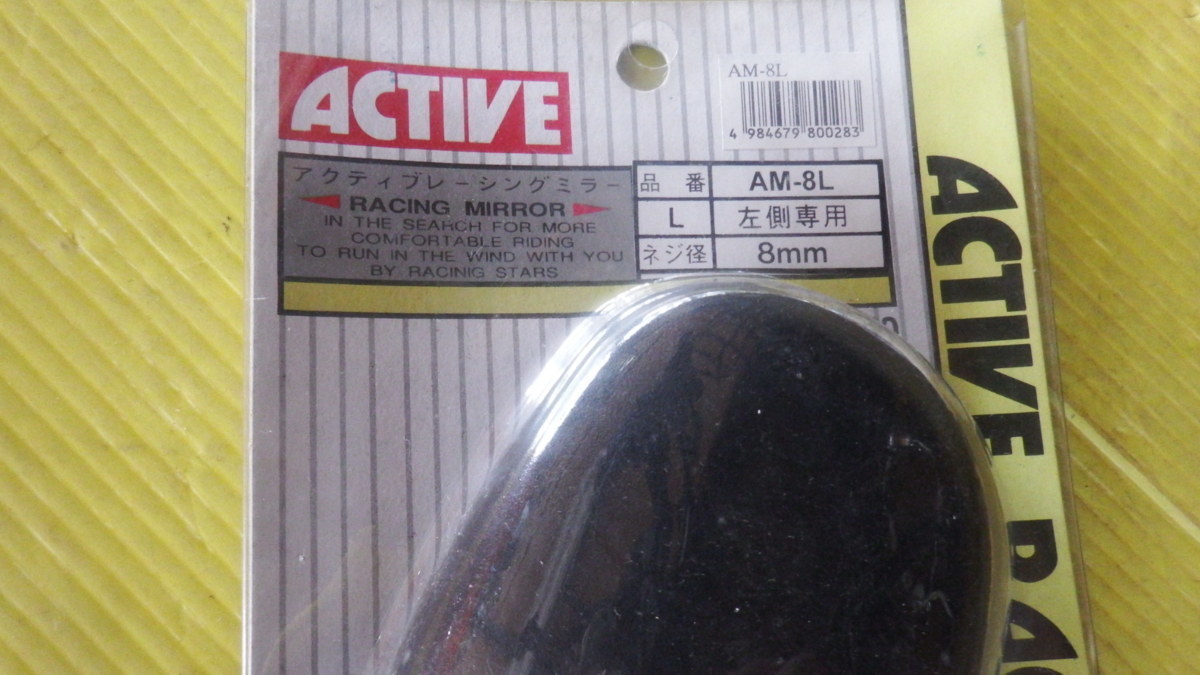 ACTIVE
AM-8L
4 984679 800283
アクティブレーシングミラー
RACING MIRROR
IN THE SEARCH FOR MORE
COMFORTABLE RIDING
TO RUN IN THE WIND WITH YOU
BY RACINIG STARS
品 番 AM-8L
L 左側専用
ネジ径 8mm
ACTIVE RA